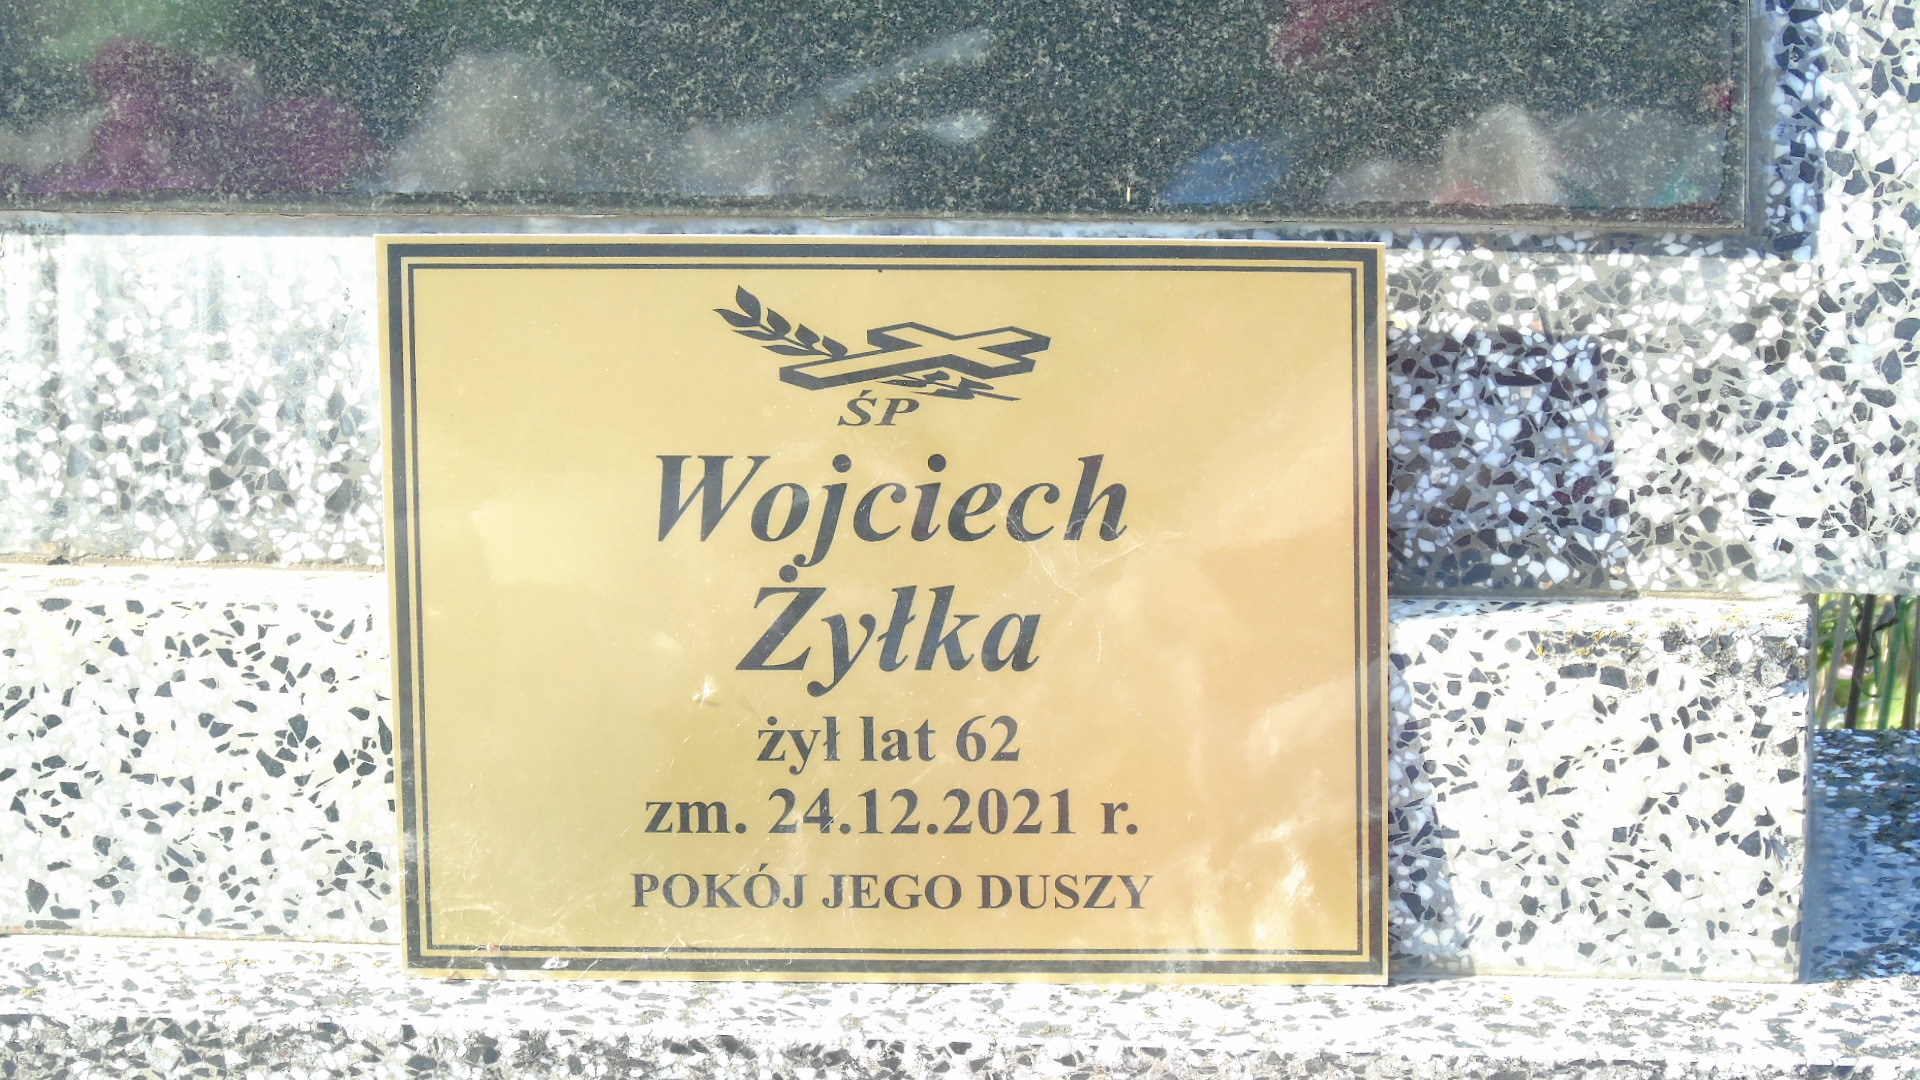 ŚP
Wojciech
Żyłka
żył lat 62
zm. 24.12.2021 r.
POKÓJ JEGO DUSZY